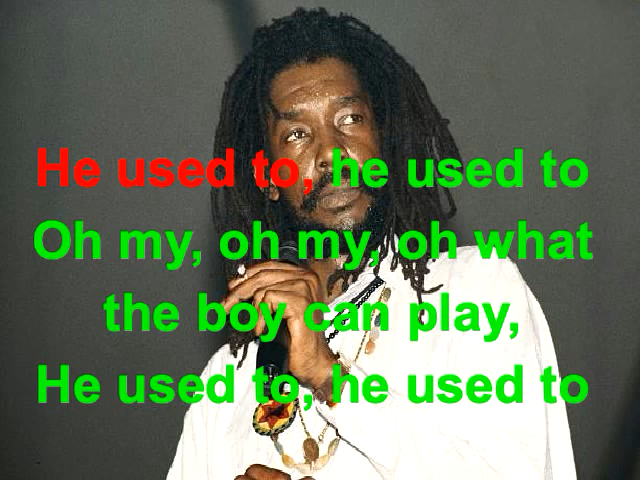 He used to, he used to
Oh my, oh my, oh what
the boy can play,
He used to, he used to